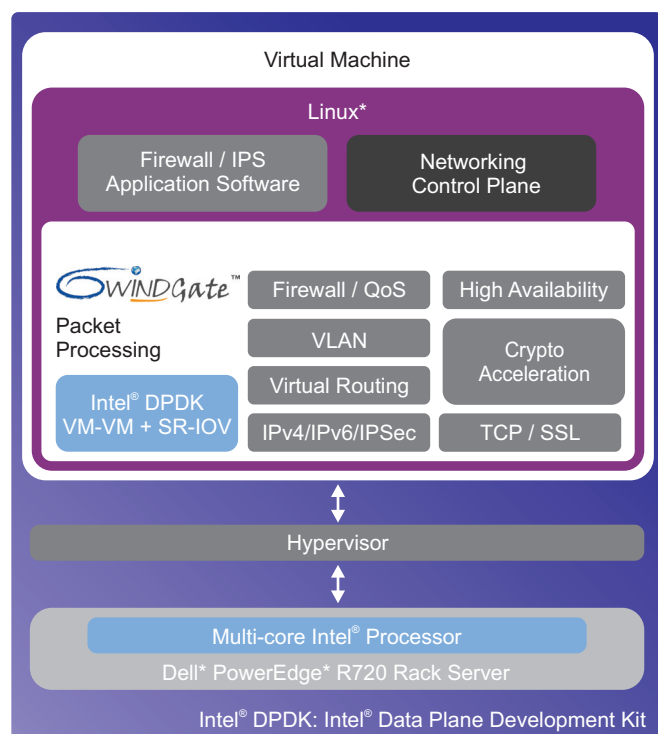 Virtual Machine
Linux*
Firewall / IPS
Application Software
Networking
Control Plane
6WINDGate™
Packet
Processing
Intel® DPDK
VM-VM + SR-IOV
Firewall / QoS
VLAN
Virtual Routing
IPv4/IPv6/IPSec
High Availability
Crypto
Acceleration
TCP / SSL
Hypervisor
Multi-core Intel® Processor
Dell* PowerEdge* R720 Rack Server
Intel® DPDK: Intel® Data Plane Development Kit